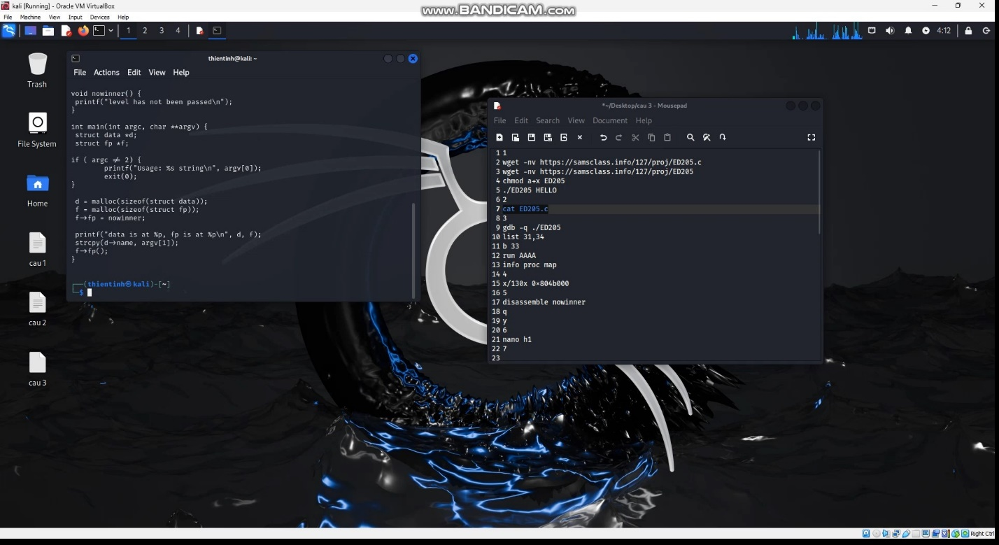 kali [Running] - Oracle VM VirtualBox
www.BANDICAM.com
File Machine View Input Devices Help
1 2 3 4
4:12
Trash
File System
Home
cau 1
cau 2
cau 3
thientinh@kali: ~
File Actions Edit View Help
void nowinner() {
printf("level has not been passed\n");
}
int main(int argc, char **argv) {
struct data *d;
struct fp *f;
if ( argc ≠ 2) {
printf("Usage: %s string\n", argv[0]);
exit(0);
}
d = malloc(sizeof(struct data));
f = malloc(sizeof(struct fp));
f→fp = nowinner;
printf("data is at %p, fp is at %p\n", d, f);
strcpy(d→name, argv[1]);
f→fp();
}
(thientinh㉿kali)-[~]
$
*~/Desktop/cau 3 - Mousepad
File Edit Search View Document Help
1 1
2 wget -nv https://samsclass.info/127/proj/ED205.c
3 wget -nv https://samsclass.info/127/proj/ED205
4 chmod a+x ED205
5 ./ED205 HELLO
6 2
7 cat ED205.c
8 3
9 gdb -q ./ED205
10 list 31,34
11 b 33
12 run AAAA
13 info proc map
14 4
15 x/130x 0×804b000
16 5
17 disassemble nowinner
18 q
19 y
20 6
21 nano h1
22 7
23
Right Ctrl